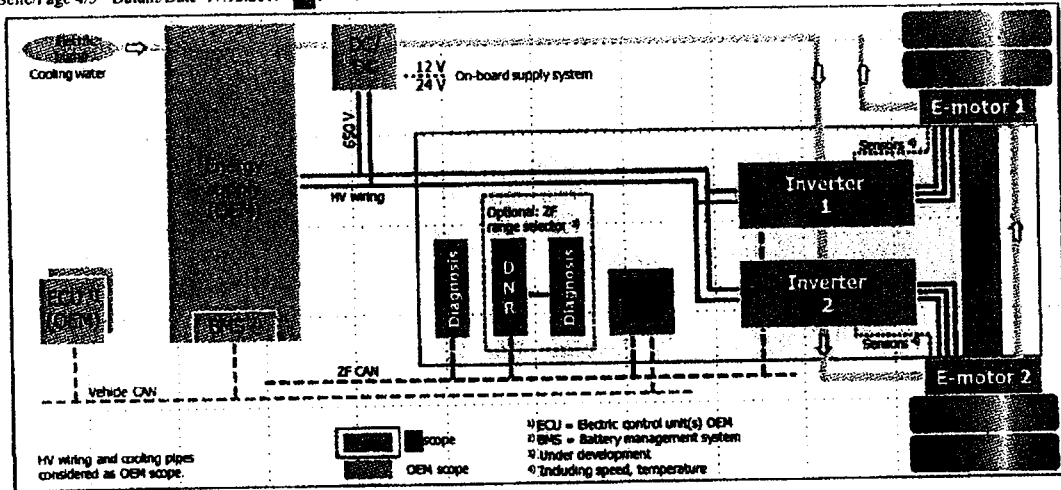 Cooling water
12 V
24 V
On-board supply system
650 V
HV wiring
E-motor 1
Sensors 4)
Inverter
1
Optional: ZF
range selector 3)
Diagnosis
DNR
Diagnosis
Inverter
2
Sensors 4)
E-motor 2
(OEM)
ZF CAN
Vehicle CAN
HV wiring and cooling pipes
considered as OEM scope.
scope
OEM scope
1) ECU = Electric control unit(s) OEM
2) BMS = Battery management system
3) Under development
4) Including speed, temperature